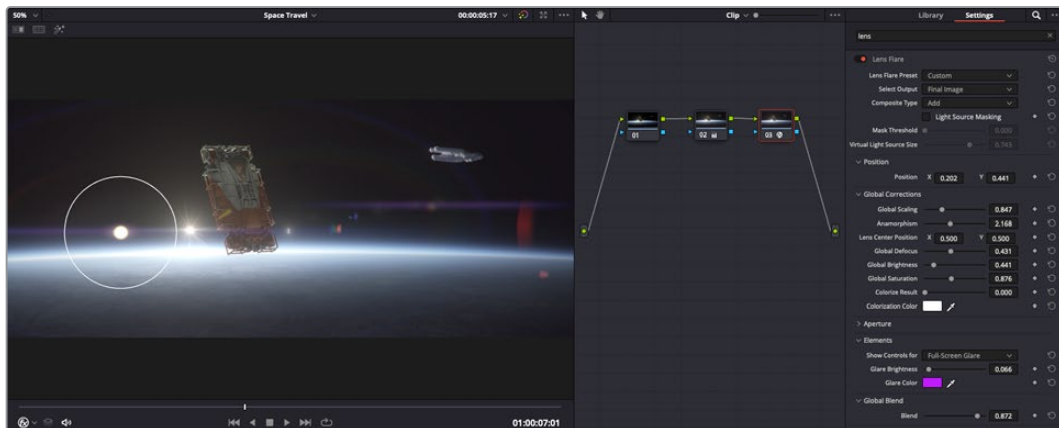 50% Space Travel 00:00:05:17
Clip
Library Settings
lens
Lens Flare
Lens Flare Preset Custom
Select Output Final Image
Composite Type Add
Light Source Masking
Mask Threshold 0.000
Virtual Light Source Size 0.743
Position
Position X 0.202 Y 0.441
Global Corrections
Global Scaling 0.847
Anamorphism 2.168
Lens Center Position X 0.500 Y 0.500
Global Defocus 0.431
Global Brightness 0.441
Global Saturation 0.876
Colorize Result 0.000
Colorization Color
Aperture
Elements
Show Controls for Full-Screen Glare
Glare Brightness 0.066
Glare Color
Global Blend
Blend 0.872
01
02
03
01:00:07:01